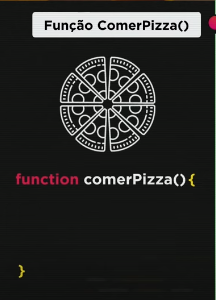 Função ComerPizza()
function comerPizza(){
}